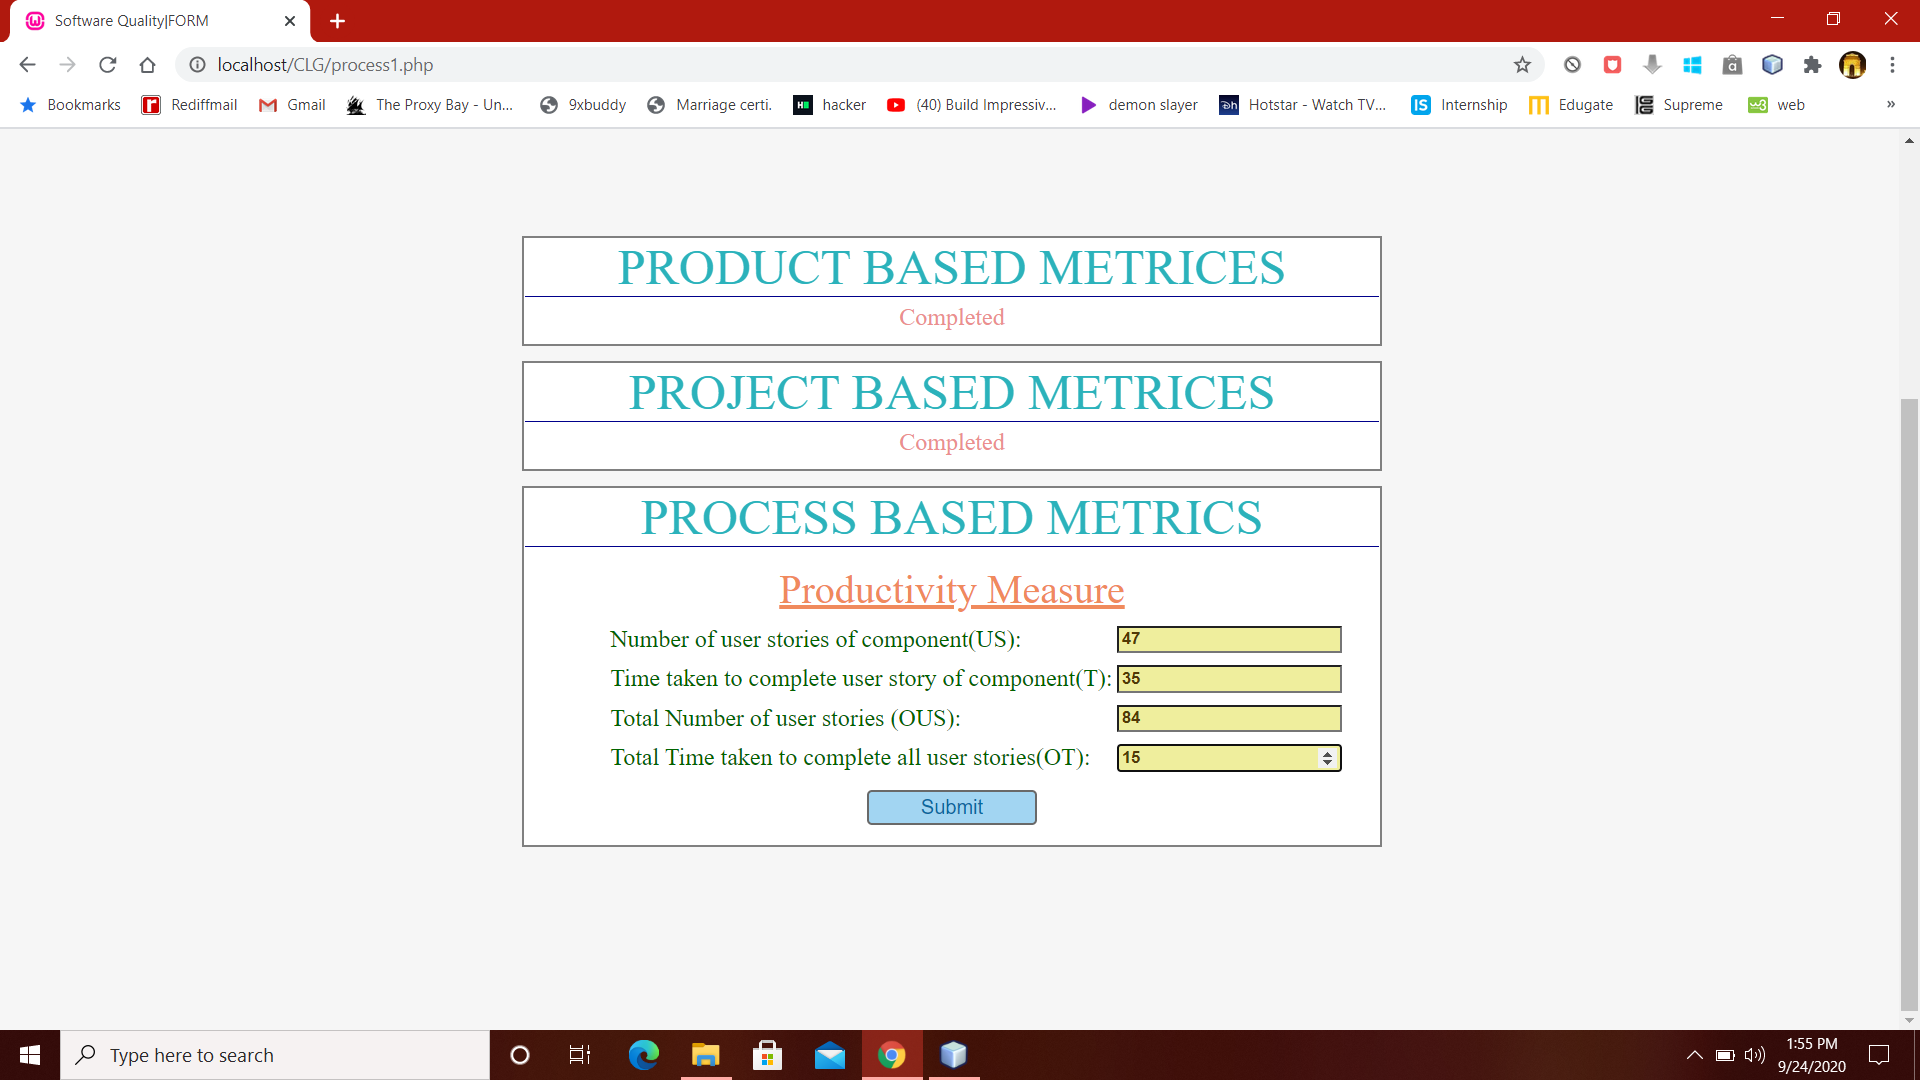 Software Quality|FORM
localhost/CLG/process1.php
Bookmarks Rediffmail Gmail The Proxy Bay - Un... 9xbuddy Marriage certi. hacker (40) Build Impressiv... demon slayer Hotstar - Watch TV... Internship Edugate Supreme web »
PRODUCT BASED METRICES
Completed
PROJECT BASED METRICES
Completed
PROCESS BASED METRICS
Productivity Measure
Number of user stories of component(US): 47
Time taken to complete user story of component(T): 35
Total Number of user stories (OUS): 84
Total Time taken to complete all user stories(OT): 15
Submit
Type here to search
1:55 PM
9/24/2020